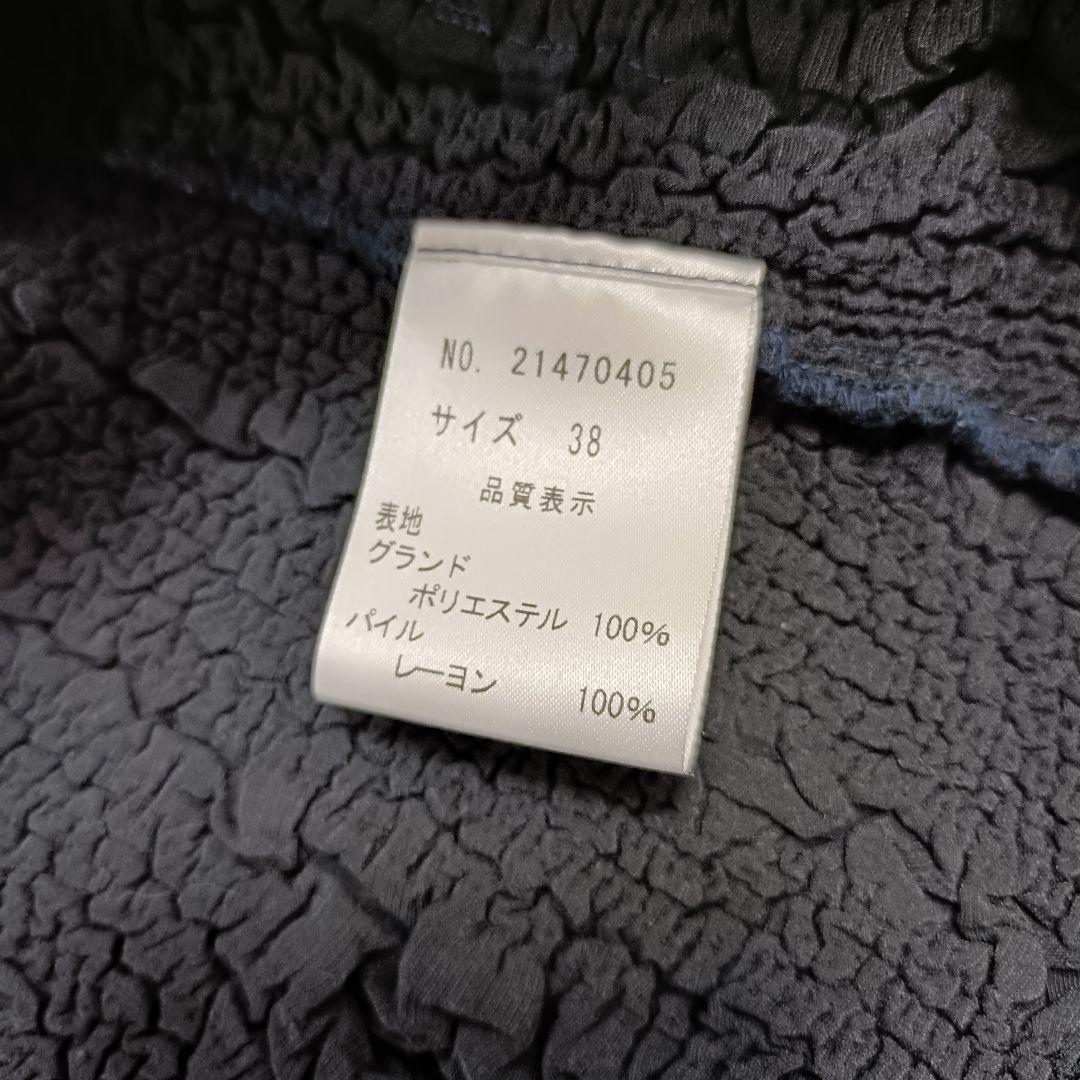 NO. 21470405
サイズ 38
品質表示
表地
グランド
ポリエステル 100%
パイル
レーヨン 100%